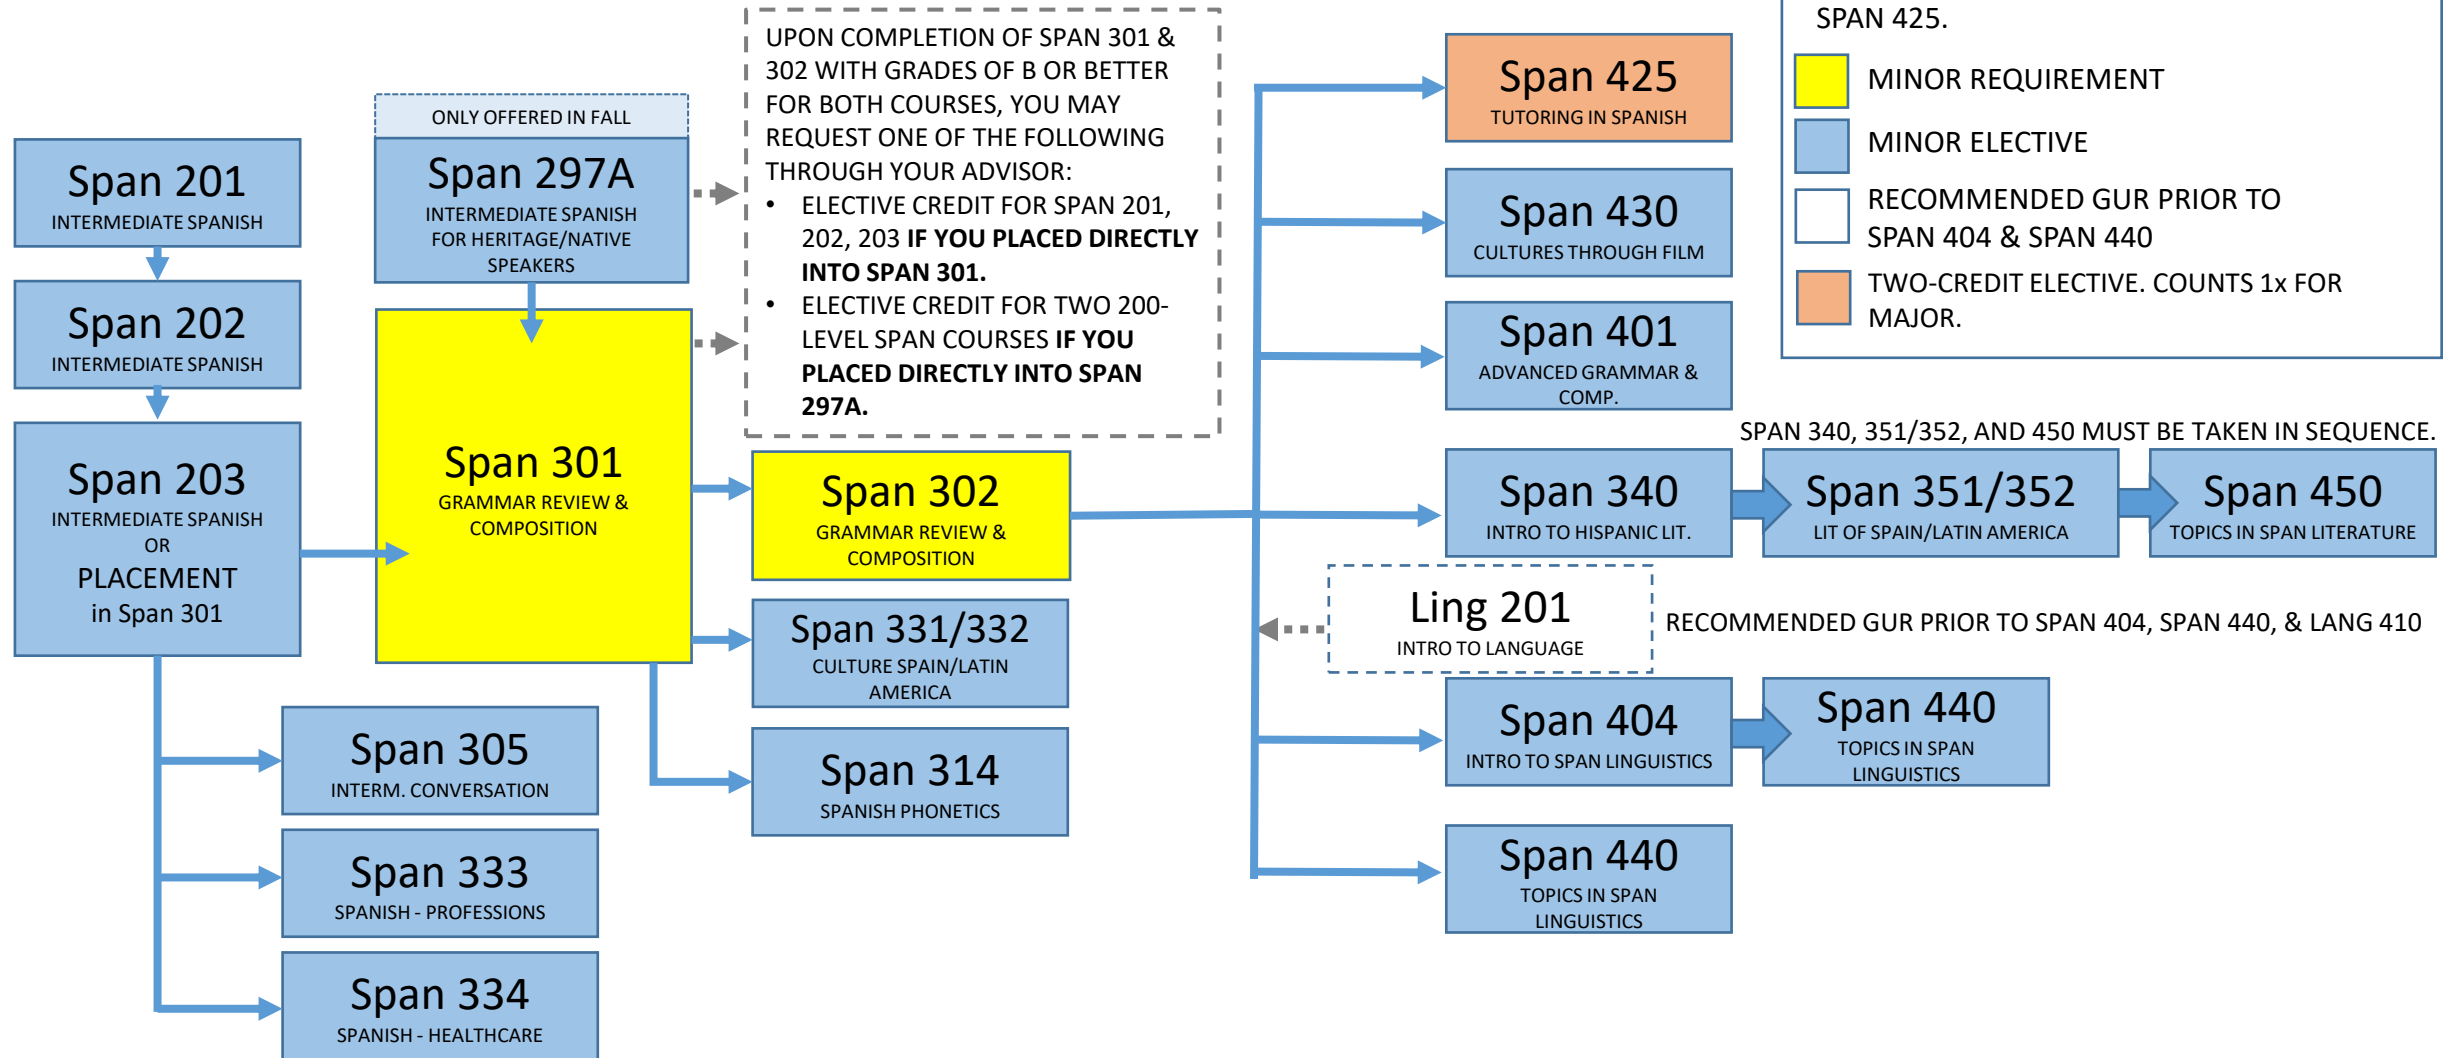 Span 201
INTERMEDIATE SPANISH
Span 202
INTERMEDIATE SPANISH
Span 203
INTERMEDIATE SPANISH
OR
PLACEMENT
in Span 301
Span 305
INTERM. CONVERSATION
Span 333
SPANISH - PROFESSIONS
Span 334
SPANISH - HEALTHCARE
ONLY OFFERED IN FALL
Span 297A
INTERMEDIATE SPANISH
FOR HERITAGE/NATIVE
SPEAKERS
Span 301
GRAMMAR REVIEW &
COMPOSITION
UPON COMPLETION OF SPAN 301 &
302 WITH GRADES OF B OR BETTER
FOR BOTH COURSES, YOU MAY
REQUEST ONE OF THE FOLLOWING
THROUGH YOUR ADVISOR:
• ELECTIVE CREDIT FOR SPAN 201,
202, 203 IF YOU PLACED DIRECTLY
INTO SPAN 301.
• ELECTIVE CREDIT FOR TWO 200-
LEVEL SPAN COURSES IF YOU
PLACED DIRECTLY INTO SPAN
297A.
Span 302
GRAMMAR REVIEW &
COMPOSITION
Span 331/332
CULTURE SPAIN/LATIN
AMERICA
Span 314
SPANISH PHONETICS
Span 425
TUTORING IN SPANISH
Span 430
CULTURES THROUGH FILM
Span 401
ADVANCED GRAMMAR &
COMP.
SPAN 340, 351/352, AND 450 MUST BE TAKEN IN SEQUENCE.
Span 340
INTRO TO HISPANIC LIT.
Span 351/352
LIT OF SPAIN/LATIN AMERICA
Span 450
TOPICS IN SPAN LITERATURE
Ling 201
INTRO TO LANGUAGE
RECOMMENDED GUR PRIOR TO SPAN 404, SPAN 440, & LANG 410
Span 404
INTRO TO SPAN LINGUISTICS
Span 440
TOPICS IN SPAN
LINGUISTICS
Span 440
TOPICS IN SPAN
LINGUISTICS
SPAN 425.
MINOR REQUIREMENT
MINOR ELECTIVE
RECOMMENDED GUR PRIOR TO
SPAN 404 & SPAN 440
TWO-CREDIT ELECTIVE. COUNTS 1x FOR
MAJOR.